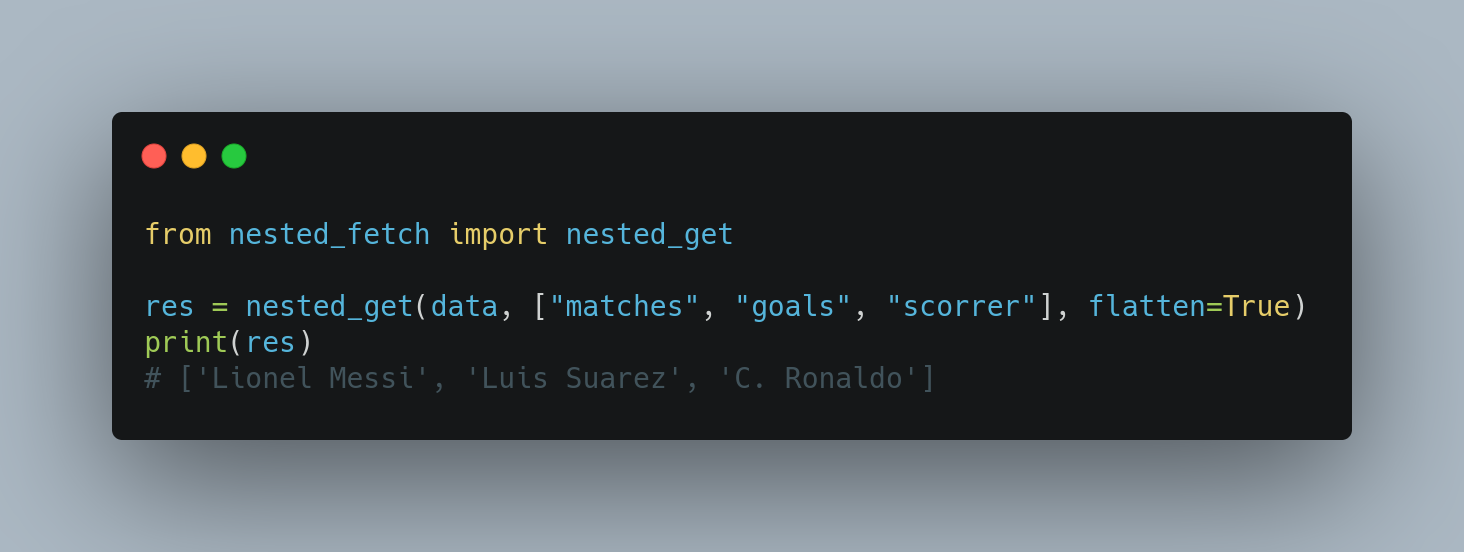 from nested_fetch import nested_get
res = nested_get(data, ["matches", "goals", "scorrer"], flatten=True)
print(res)
# ['Lionel Messi', 'Luis Suarez', 'C. Ronaldo']